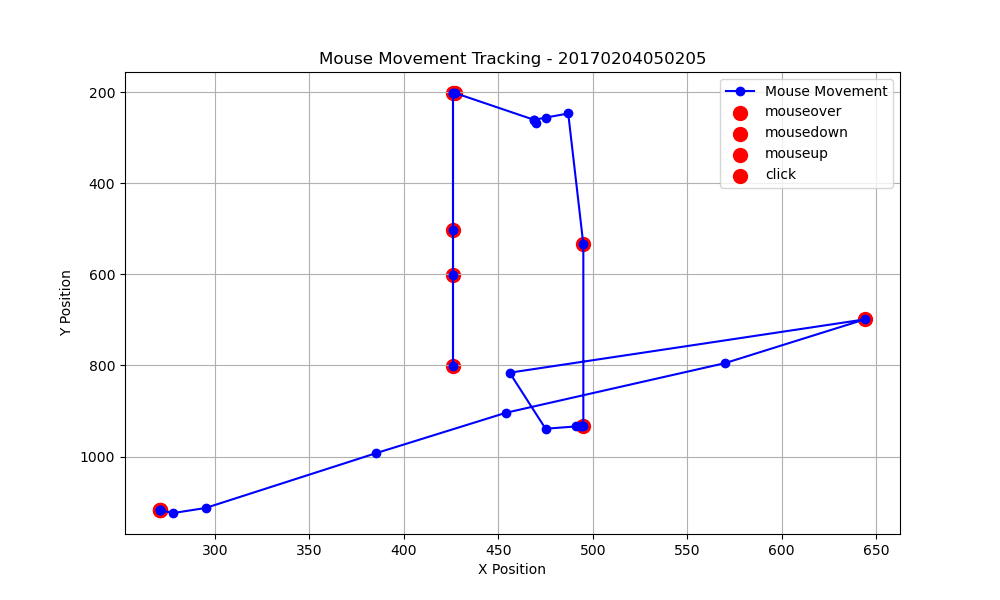 Mouse Movement Tracking - 20170204050205
Mouse Movement
mouseover
mousedown
mouseup
click
200
400
600
800
1000
Y Position
300 350 400 450 500 550 600 650
X Position